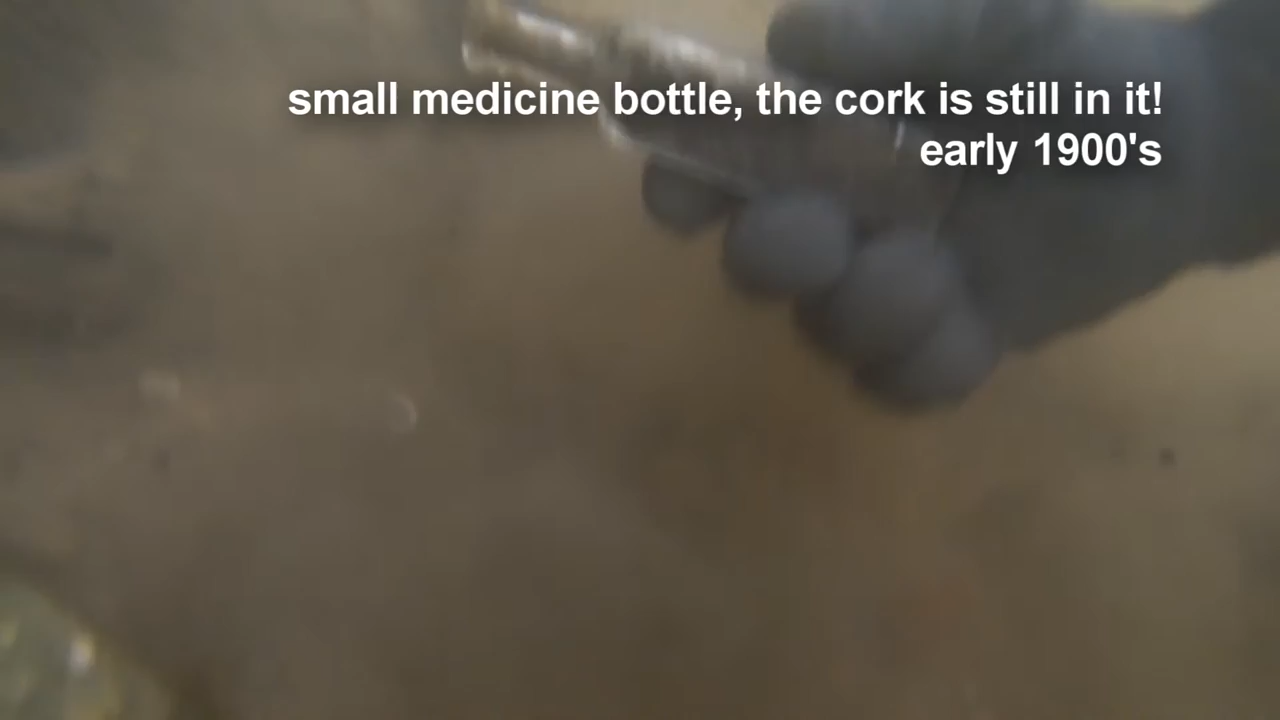 small medicine bottle, the cork is still in it!
early 1900's